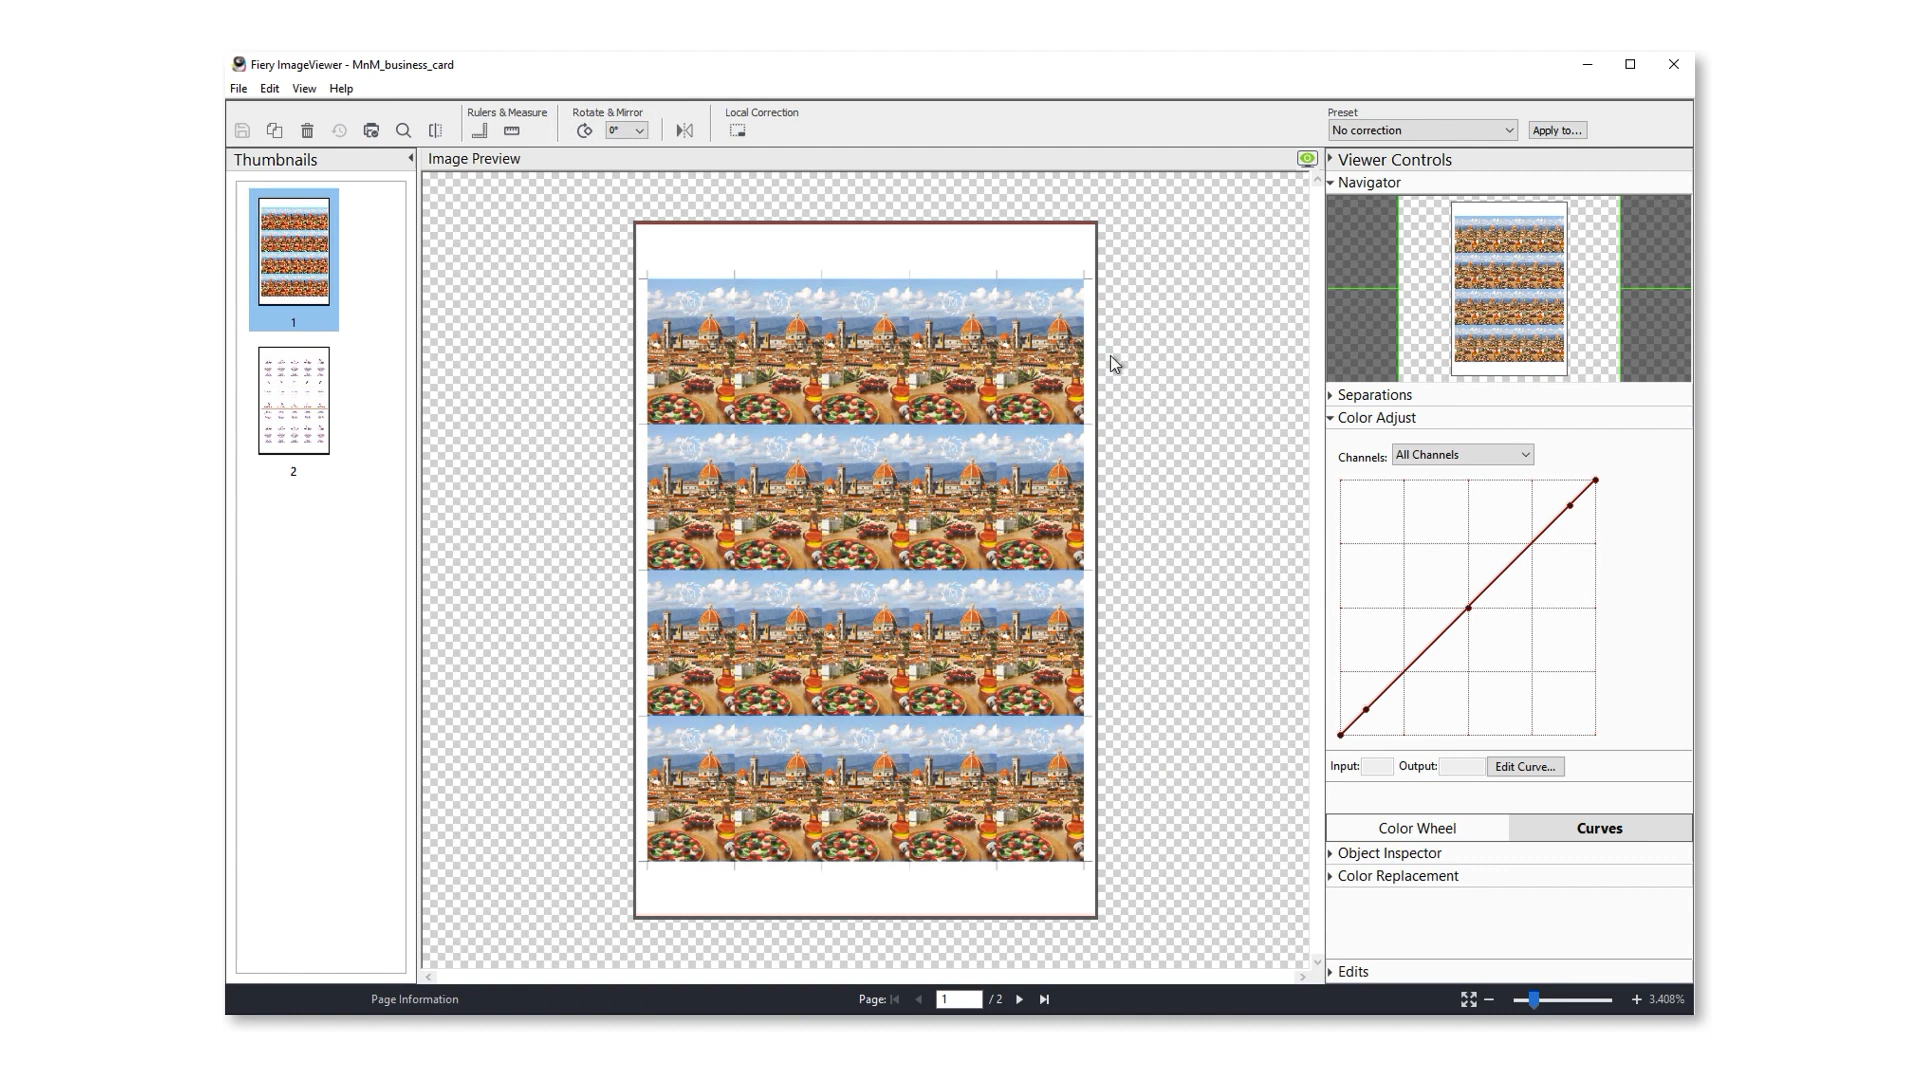 Fiery ImageViewer - MnM_business_card
File Edit View Help
Rulers & Measure Rotate & Mirror Local Correction Preset
0° No correction Apply to...
Thumbnails Image Preview Viewer Controls
Navigator
1
2
Separations
Color Adjust
Channels: All Channels
Input: Output: Edit Curve...
Color Wheel Curves
Object Inspector
Color Replacement
Edits
Page Information Page: 1 / 2 3.408%